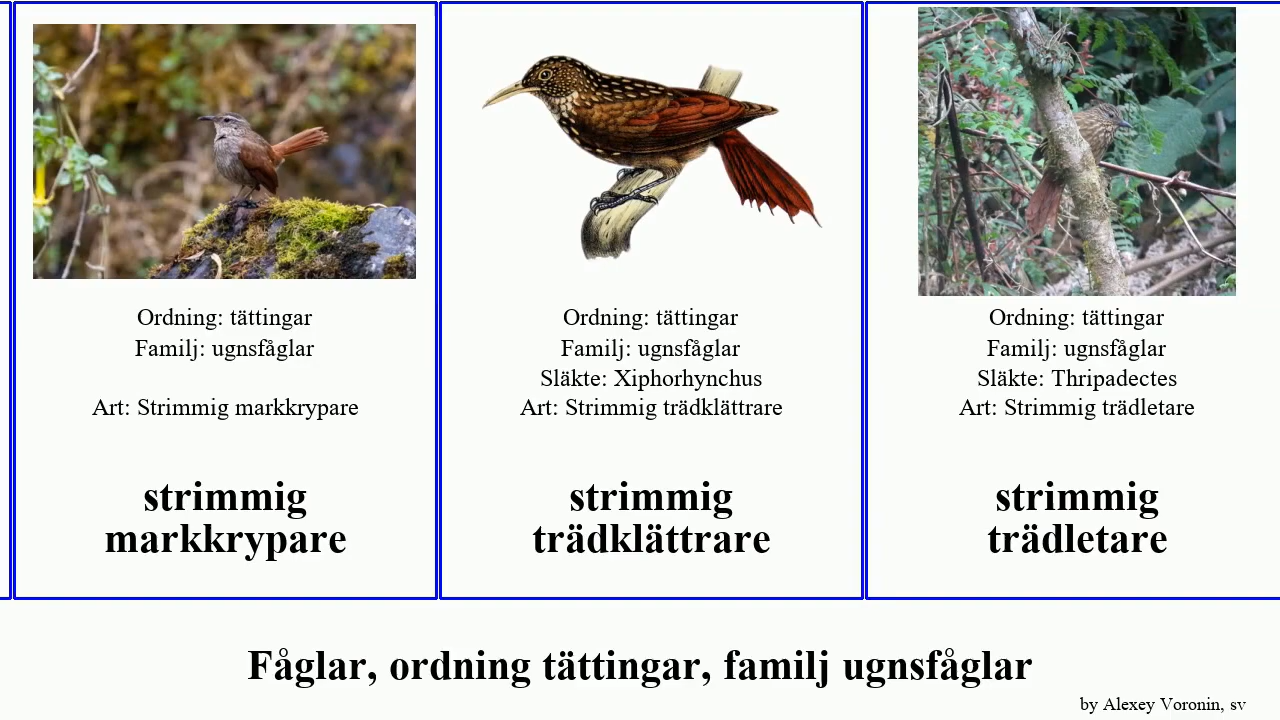 Ordning: tättingar
Familj: ugnsfåglar
Art: Strimmig markkrypare
strimmig
markkrypare
Ordning: tättingar
Familj: ugnsfåglar
Släkte: Xiphorhynchus
Art: Strimmig trädklättrare
strimmig
trädklättrare
Ordning: tättingar
Familj: ugnsfåglar
Släkte: Thripadectes
Art: Strimmig trädletare
strimmig
trädletare
Fåglar, ordning tättingar, familj ugnsfåglar
by Alexey Voronin, sv